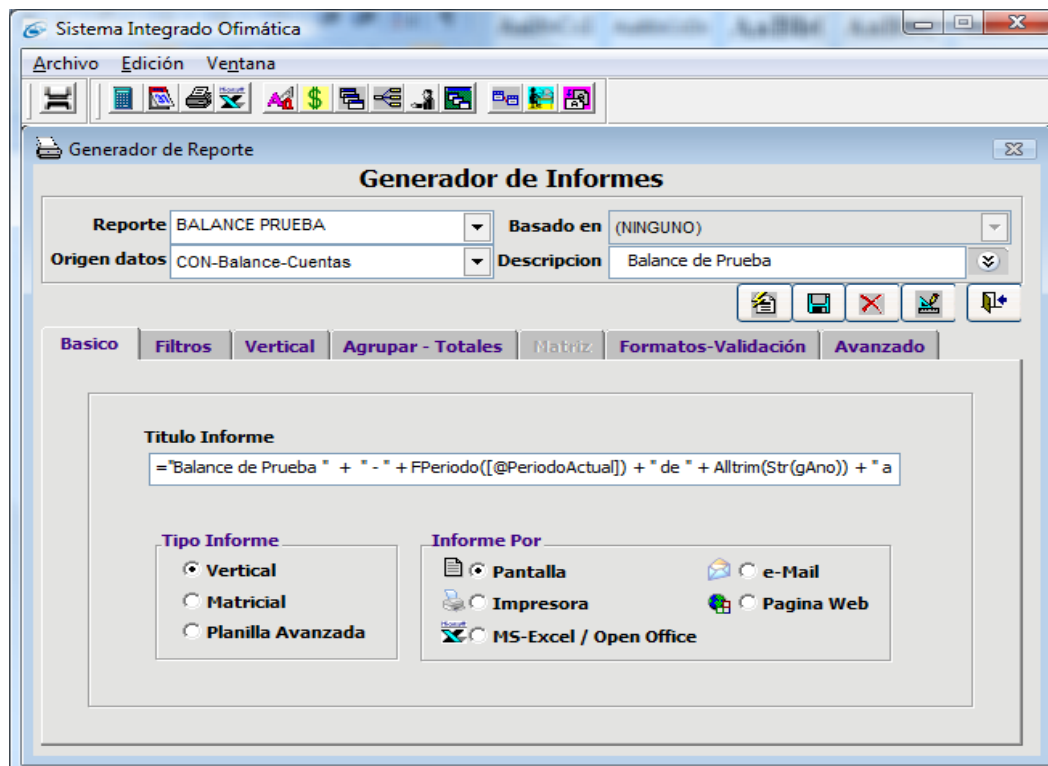 Sistema Integrado Ofimática
Archivo Edición Ventana
Generador de Reporte
Generador de Informes
Reporte BALANCE PRUEBA Basado en (NINGUNO)
Origen datos CON-Balance-Cuentas Descripcion Balance de Prueba
Basico Filtros Vertical Agrupar - Totales Matriz Formatos-Validación Avanzado
Titulo Informe
="Balance de Prueba " + " - " + FPeriodo([@PeriodoActual]) + " de " + Alltrim(Str(gAno)) + " a
Tipo Informe Informe Por
Vertical Pantalla e-Mail
Matricial Impresora Pagina Web
Planilla Avanzada MS-Excel / Open Office